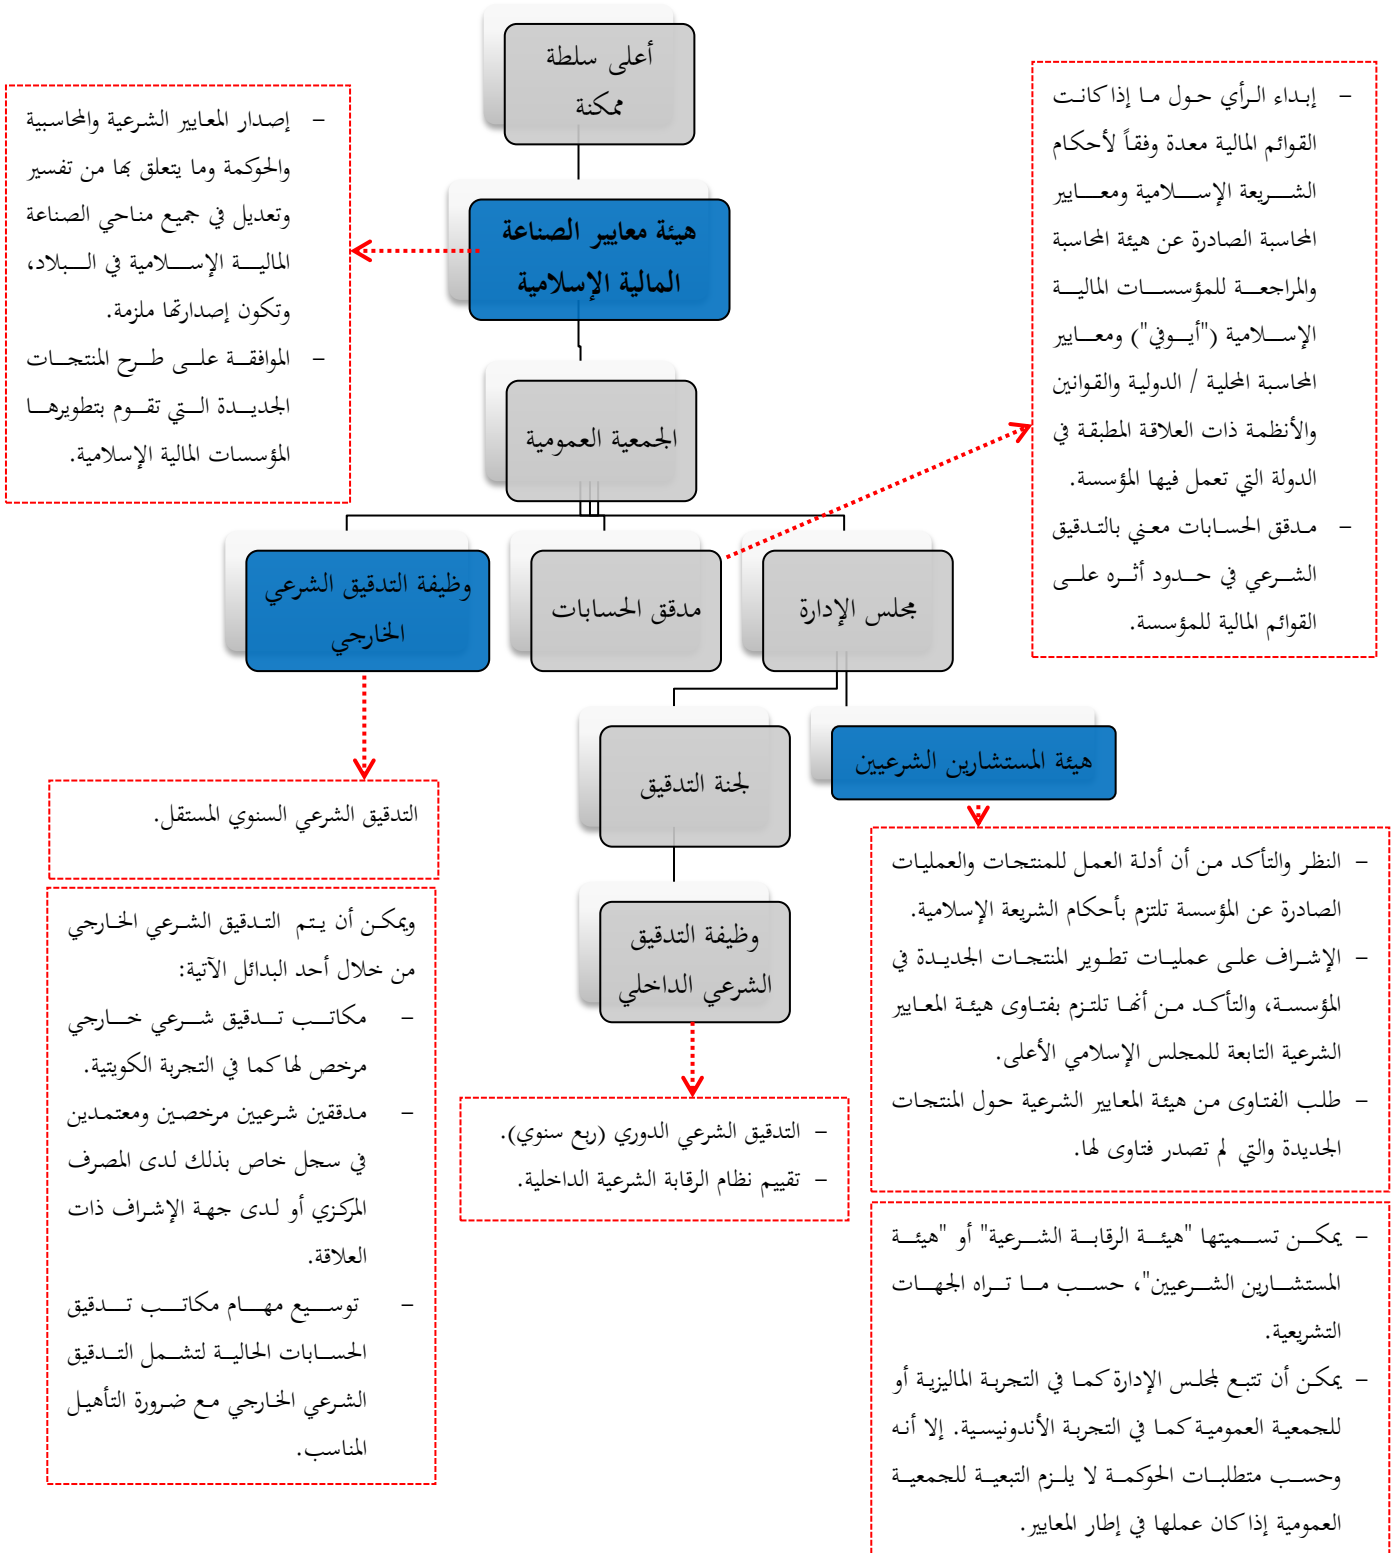 أعلى سلطة
ممكنة
هيئة معايير الصناعة
المالية الإسلامية
الجمعية العمومية
مجلس الإدارة
مدقق الحسابات
وظيفة التدقيق الشرعي
الخارجي
هيئة المستشارين الشرعيين
لجنة التدقيق
وظيفة التدقيق
الشرعي الداخلي
– إبداء الرأي حول ما إذا كانت
القوائم المالية معدة وفقاً لأحكام
الشريعة الإسلامية ومعايير
المحاسبة الصادرة عن هيئة المحاسبة
والمراجعة للمؤسسات المالية
الإسلامية ("أيوفي") ومعايير
المحاسبة المحلية / الدولية والقوانين
والأنظمة ذات العلاقة المطبقة في
الدولة التي تعمل فيها المؤسسة.
– مدقق الحسابات معني بالتدقيق
الشرعي في حدود أثره على
القوائم المالية للمؤسسة.
– إصدار المعايير الشرعية والمحاسبية
والحوكمة وما يتعلق بها من تفسير
وتعديل في جميع مناحي الصناعة
المالية الإسلامية في البلاد،
وتكون إصدارتها ملزمة.
– الموافقة على طرح المنتجات
الجديدة التي تقوم بتطويرها
المؤسسات المالية الإسلامية.
– النظر والتأكد من أن أدلة العمل للمنتجات والعمليات
الصادرة عن المؤسسة تلتزم بأحكام الشريعة الإسلامية.
– الإشراف على عمليات تطوير المنتجات الجديدة في
المؤسسة، والتأكد من أنها تلتزم بفتاوى هيئة المعايير
الشرعية التابعة للمجلس الإسلامي الأعلى.
– طلب الفتاوى من هيئة المعايير الشرعية حول المنتجات
الجديدة والتي لم تصدر فتاوى لها.
– يمكن تسميتها "هيئة الرقابة الشرعية" أو "هيئة
المستشارين الشرعيين"، حسب ما تراه الجهات
التشريعية.
– يمكن أن تتبع لمجلس الإدارة كما في التجربة الماليزية أو
للجمعية العمومية كما في التجربة الأندونيسية. إلا أنه
وحسب متطلبات الحوكمة لا يلزم التبعية للجمعية
العمومية إذا كان عملها في إطار المعايير.
– التدقيق الشرعي الدوري (ربع سنوي).
– تقييم نظام الرقابة الشرعية الداخلية.
التدقيق الشرعي السنوي المستقل.
ويمكن أن يتم التدقيق الشرعي الخارجي
من خلال أحد البدائل الآتية:
– مكاتب تدقيق شرعي خارجي
مرخص لها كما في التجربة الكويتية.
– مدققين شرعيين مرخصين ومعتمدين
في سجل خاص بذلك لدى المصرف
المركزي أو لدى جهة الإشراف ذات
العلاقة.
– توسيع مهام مكاتب تدقيق
الحسابات الحالية لتشمل التدقيق
الشرعي الخارجي مع ضرورة التأهيل
المناسب.